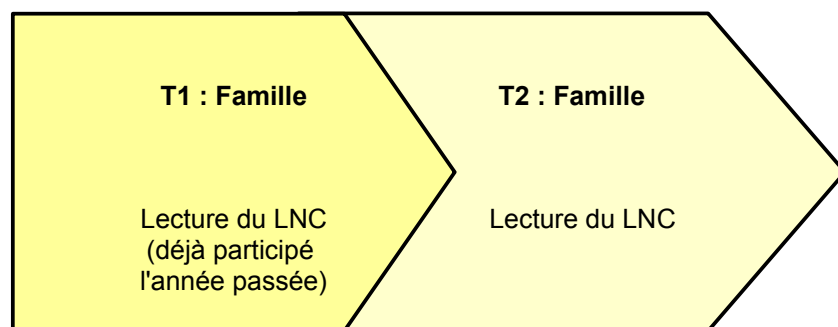 T1 : Famille
Lecture du LNC
(déjà participé
l'année passée)
T2 : Famille
Lecture du LNC